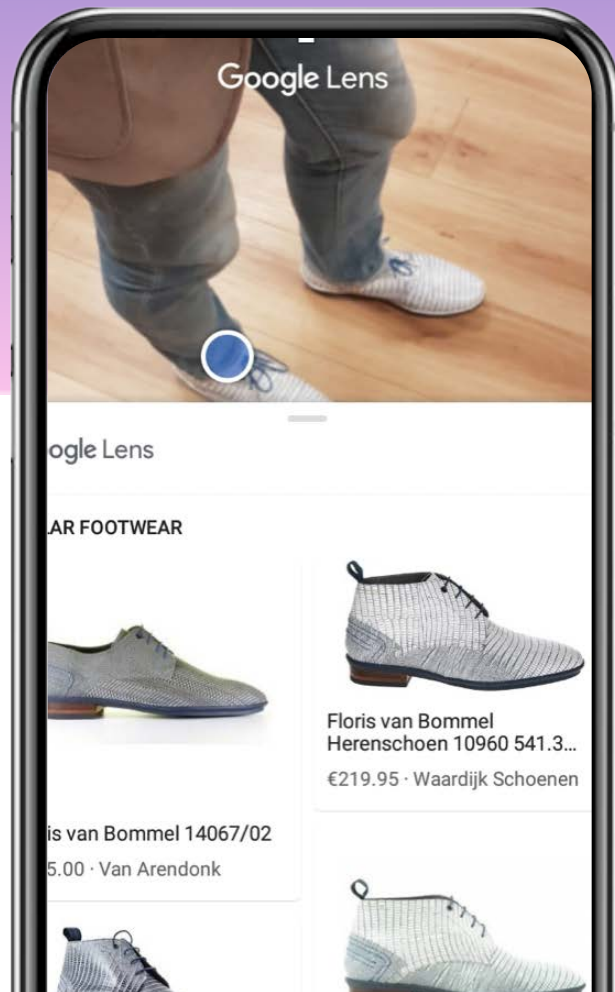 Google Lens
ogle Lens
AR FOOTWEAR
Floris van Bommel
Herenschoen 10960 541.3...
€219.95 · Waardijk Schoenen
is van Bommel 14067/02
5.00 · Van Arendonk